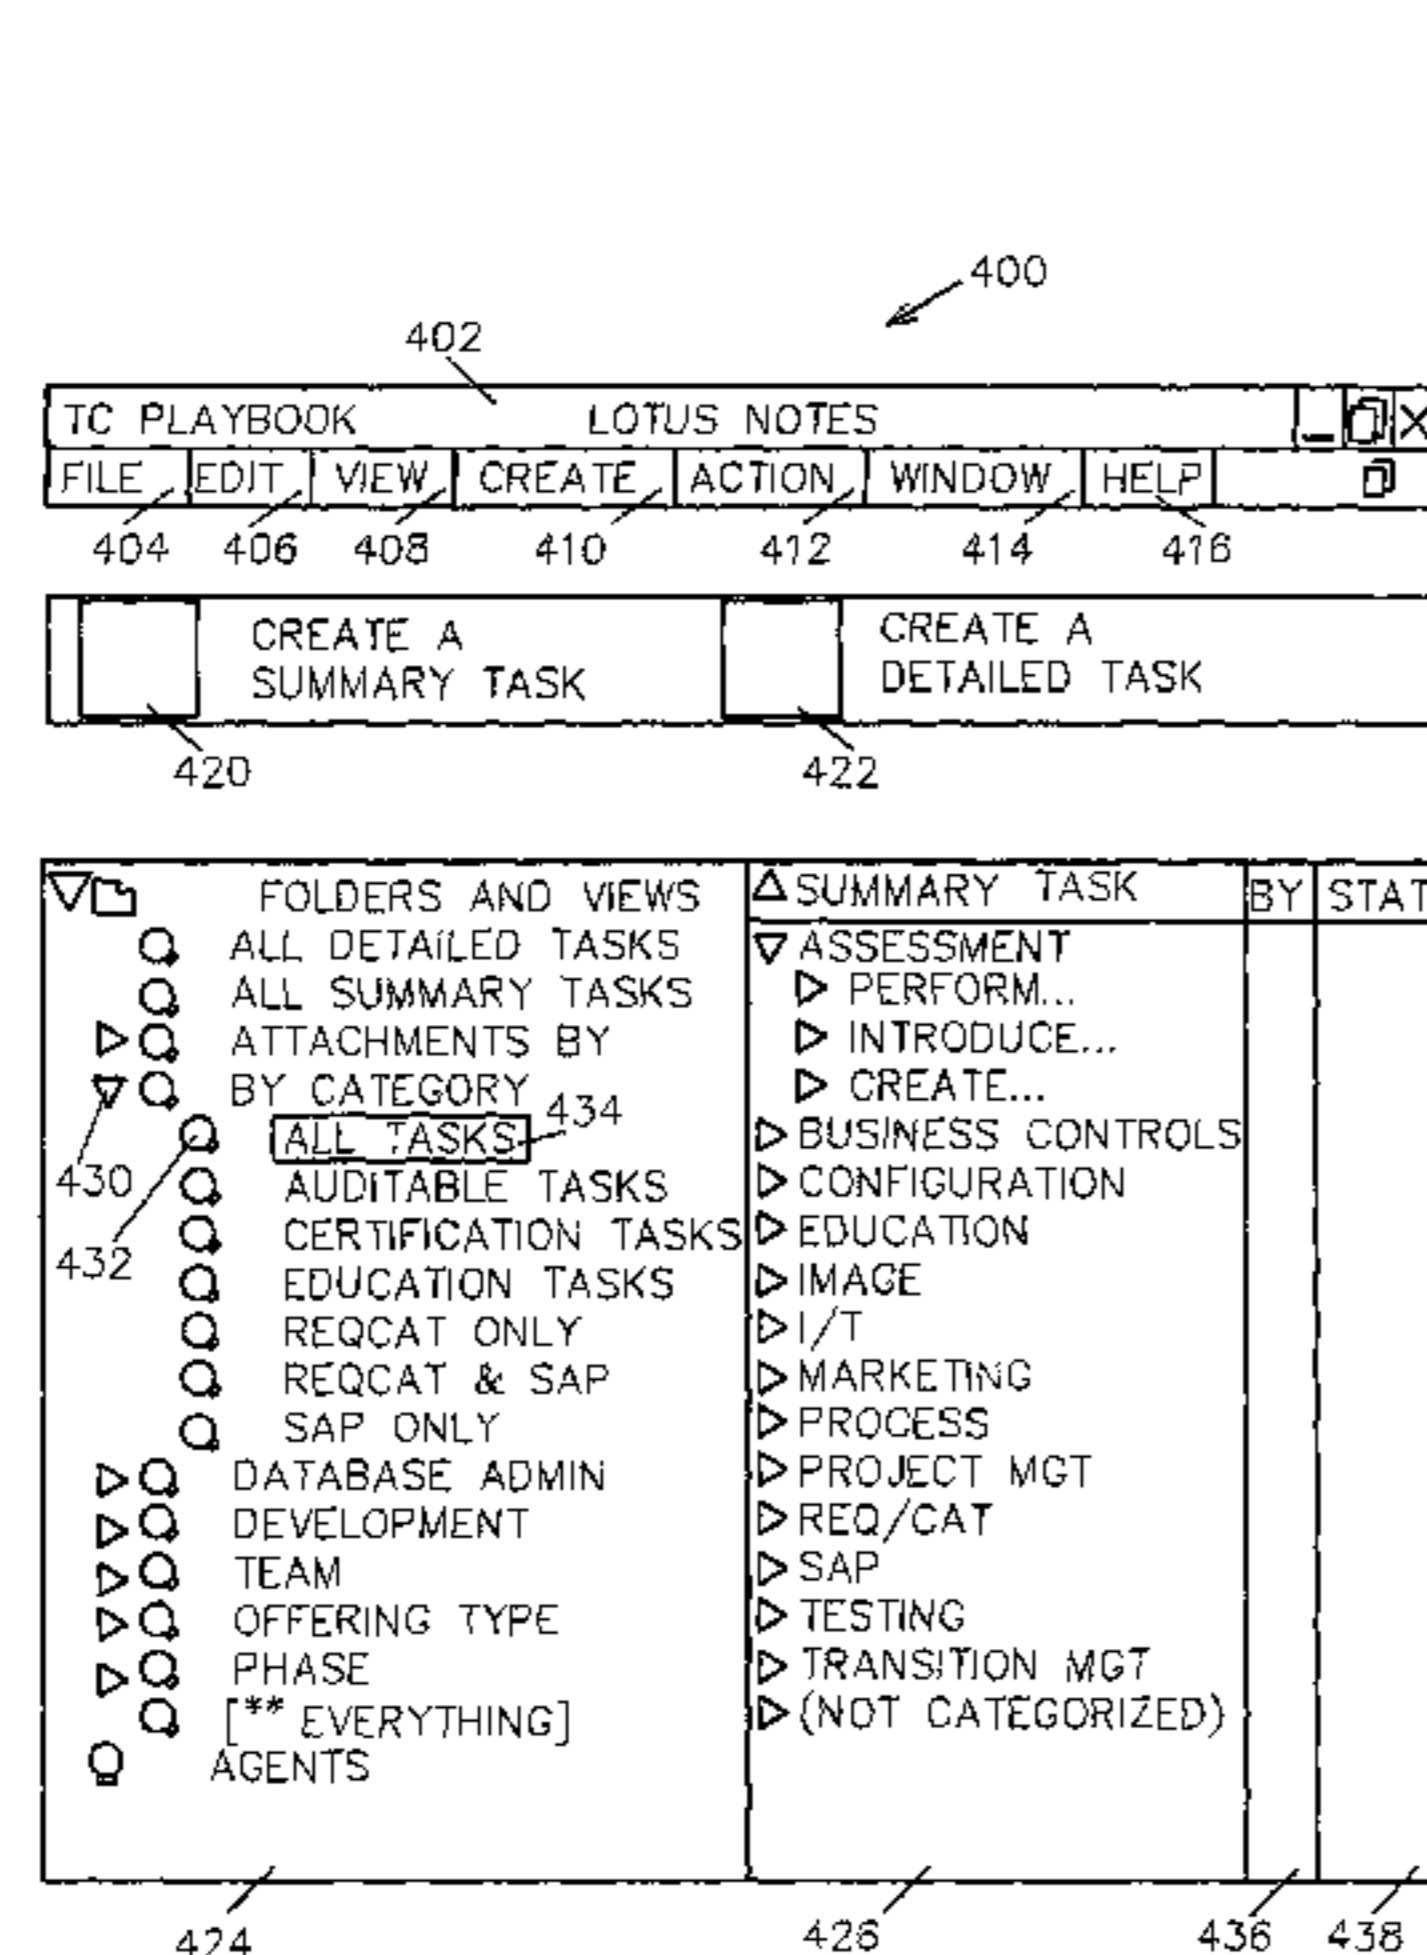 400
402
TC PLAYBOOK LOTUS NOTES
FILE EDIT VIEW CREATE ACTION WINDOW HELP
404 406 408 410 412 414 416
CREATE A
SUMMARY TASK
CREATE A
DETAILED TASK
420 422
FOLDERS AND VIEWS
ALL DETAILED TASKS
ALL SUMMARY TASKS
ATTACHMENTS BY
BY CATEGORY
434
ALL TASKS
430
AUDITABLE TASKS
CERTIFICATION TASKS
432
EDUCATION TASKS
REQCAT ONLY
REQCAT & SAP
SAP ONLY
DATABASE ADMIN
DEVELOPMENT
TEAM
OFFERING TYPE
PHASE
[** EVERYTHING]
AGENTS
SUMMARY TASK BY STAT
ASSESSMENT
PERFORM...
INTRODUCE...
CREATE...
BUSINESS CONTROLS
CONFIGURATION
EDUCATION
IMAGE
I/T
MARKETING
PROCESS
PROJECT MGT
REQ/CAT
SAP
TESTING
TRANSITION MGT
(NOT CATEGORIZED)
424 426 436 438